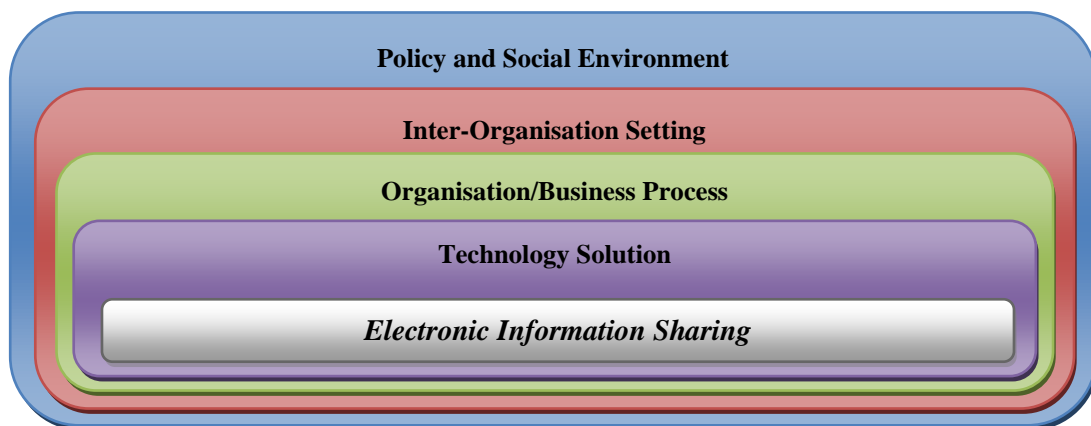 Policy and Social Environment
Inter-Organisation Setting
Organisation/Business Process
Technology Solution
Electronic Information Sharing